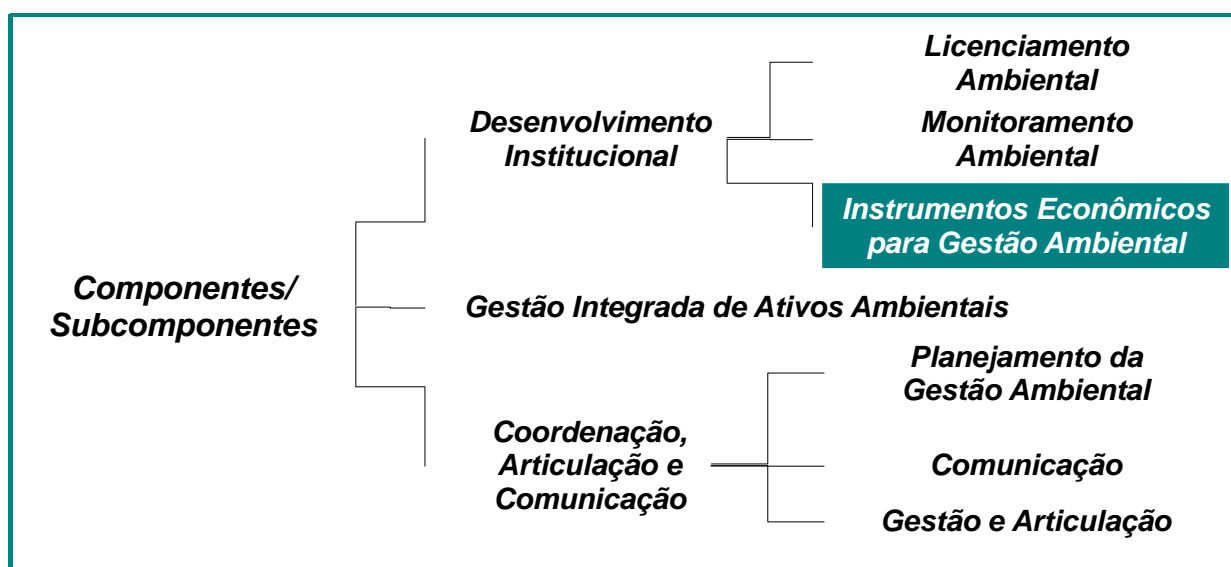 Licenciamento
Ambiental
Desenvolvimento
Institucional
Monitoramento
Ambiental
Instrumentos Econômicos
para Gestão Ambiental
Componentes/
Subcomponentes
Gestão Integrada de Ativos Ambientais
Planejamento da
Gestão Ambiental
Coordenação,
Articulação e
Comunicação
Comunicação
Gestão e Articulação